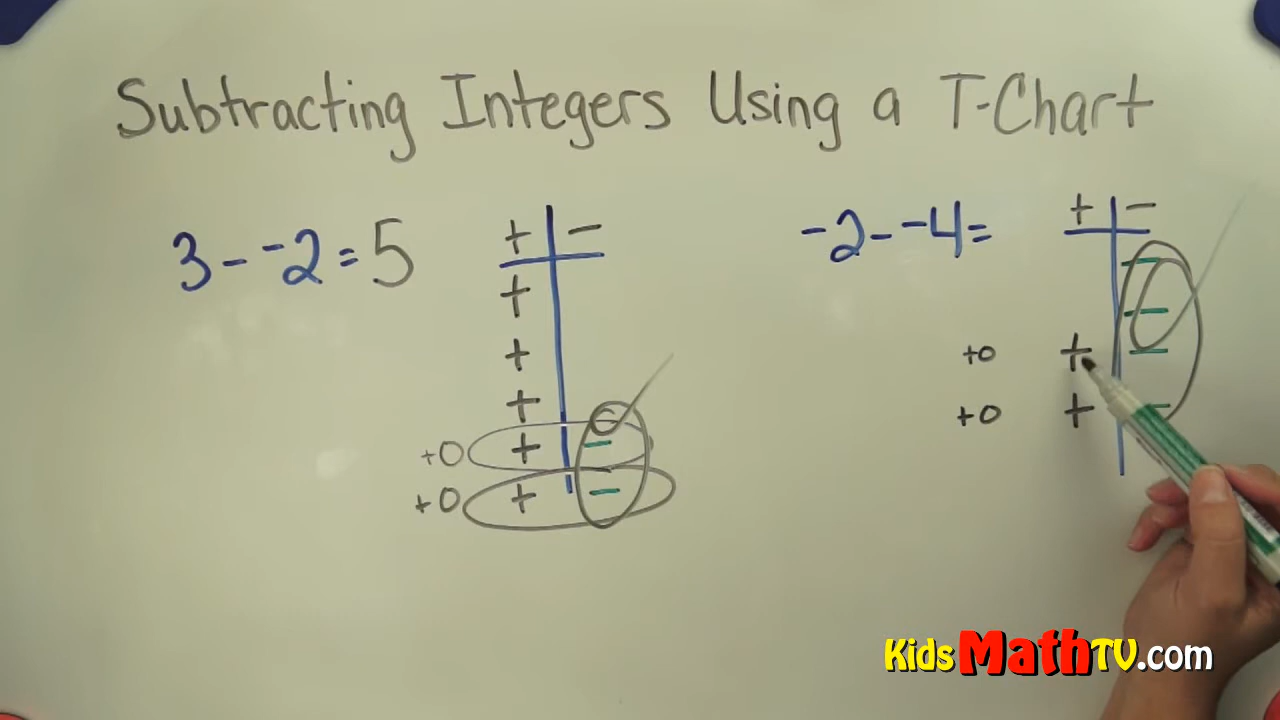 Subtracting Integers Using a T-Chart
3 - -2 = 5
+ -
+
+
+
+0 + -
+0 + -
-2 - -4 =
+ -
-
-
+0 + -
+0 + -
KidsMathTV.com